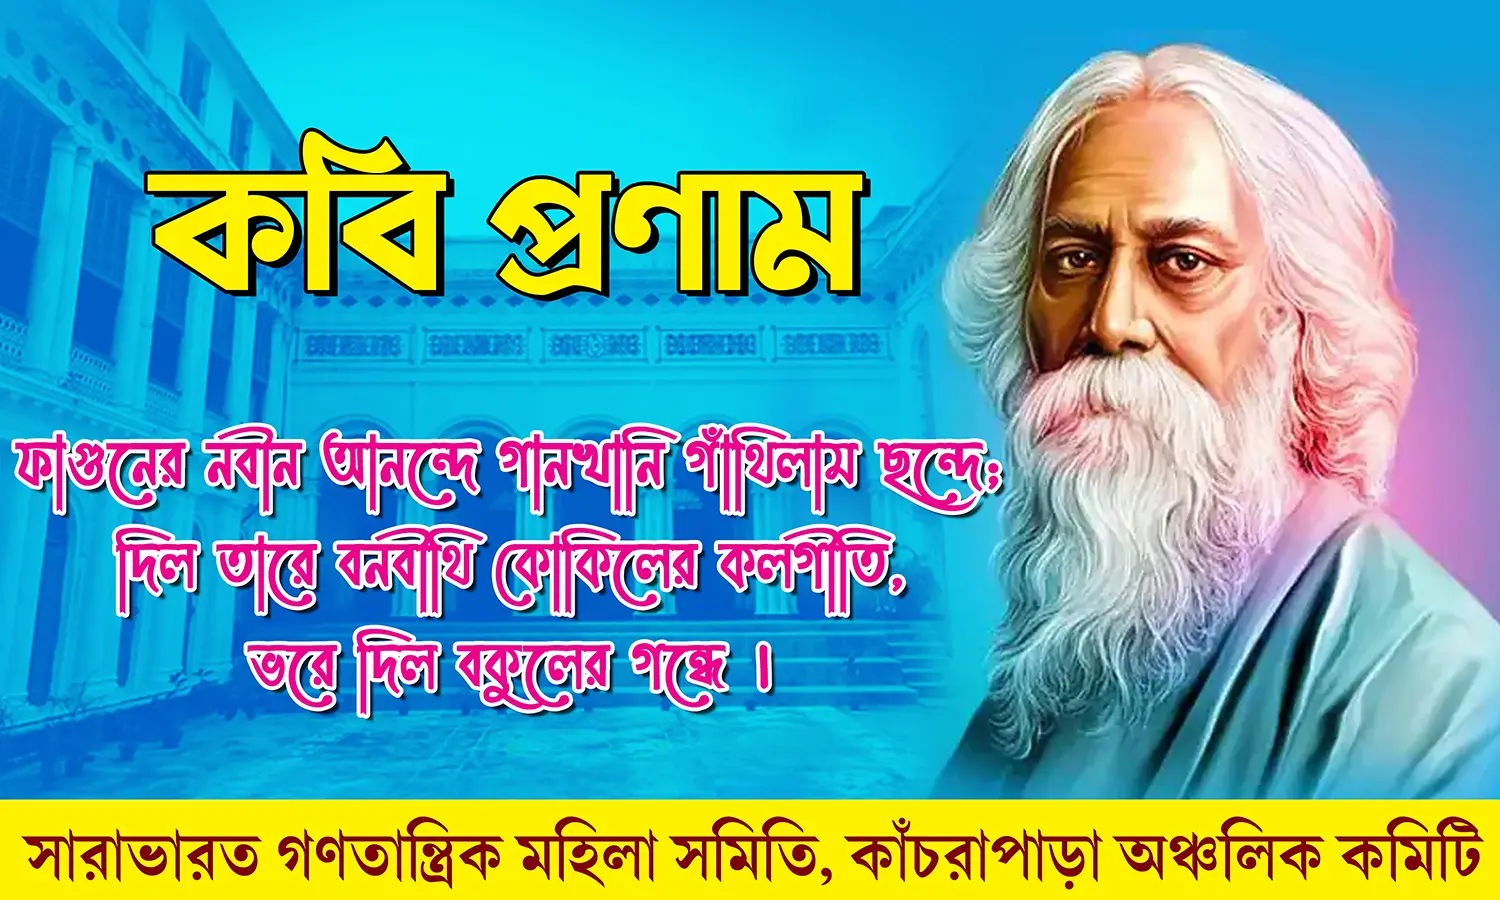 কবি প্রণাম
ফাগুনের নবীন আনন্দে গানখানি গাঁথিলাম ছন্দে;
দিল তারে বনবীথি কোকিলের কলগীতি,
ভরে দিল বকুলের গন্ধে ।
সারাভারত গণতান্ত্রিক মহিলা সমিতি, কাঁচরাপাড়া অঞ্চলিক কমিটি